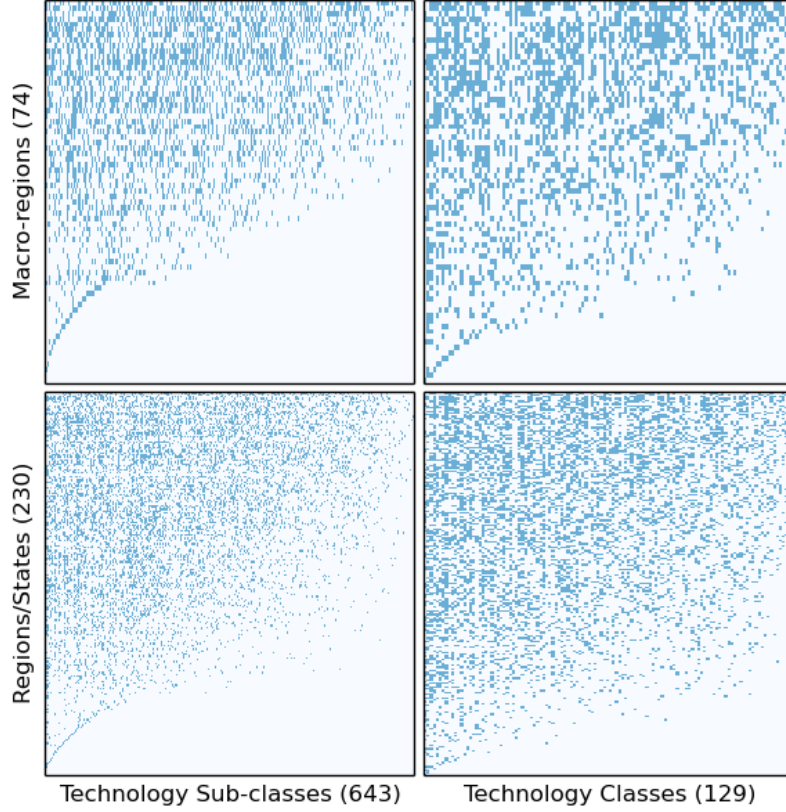 Macro-regions (74)
Regions/States (230)
Technology Sub-classes (643)
Technology Classes (129)